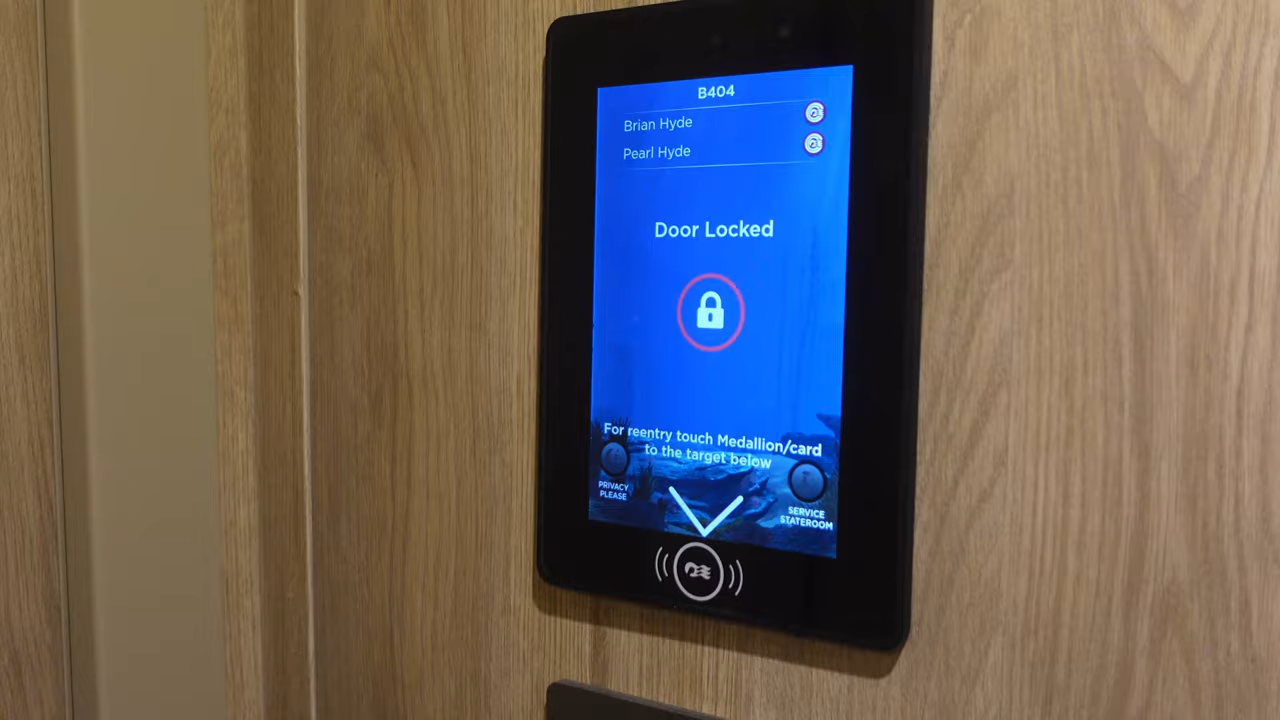 B404
Brian Hyde
Pearl Hyde
Door Locked
For reentry touch Medallion/card
to the target below
PRIVACY
PLEASE
SERVICE
STATEROOM